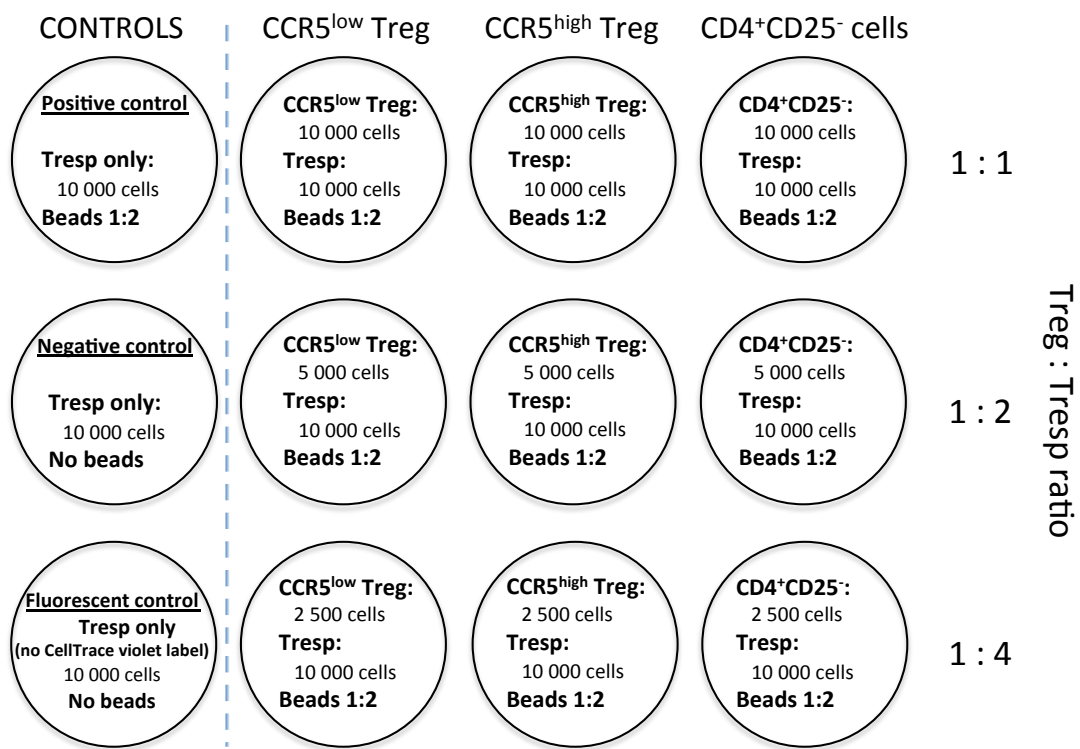 CONTROLS
CCR5low Treg
CCR5high Treg
CD4+CD25- cells
Positive control
Tresp only:
10 000 cells
Beads 1:2
CCR5low Treg:
10 000 cells
Tresp:
10 000 cells
Beads 1:2
CCR5high Treg:
10 000 cells
Tresp:
10 000 cells
Beads 1:2
CD4+CD25-:
10 000 cells
Tresp:
10 000 cells
Beads 1:2
1 : 1
Negative control
Tresp only:
10 000 cells
No beads
CCR5low Treg:
5 000 cells
Tresp:
10 000 cells
Beads 1:2
CCR5high Treg:
5 000 cells
Tresp:
10 000 cells
Beads 1:2
CD4+CD25-:
5 000 cells
Tresp:
10 000 cells
Beads 1:2
1 : 2
Fluorescent control
Tresp only
(no CellTrace violet label)
10 000 cells
No beads
CCR5low Treg:
2 500 cells
Tresp:
10 000 cells
Beads 1:2
CCR5high Treg:
2 500 cells
Tresp:
10 000 cells
Beads 1:2
CD4+CD25-:
2 500 cells
Tresp:
10 000 cells
Beads 1:2
1 : 4
Treg : Tresp ratio